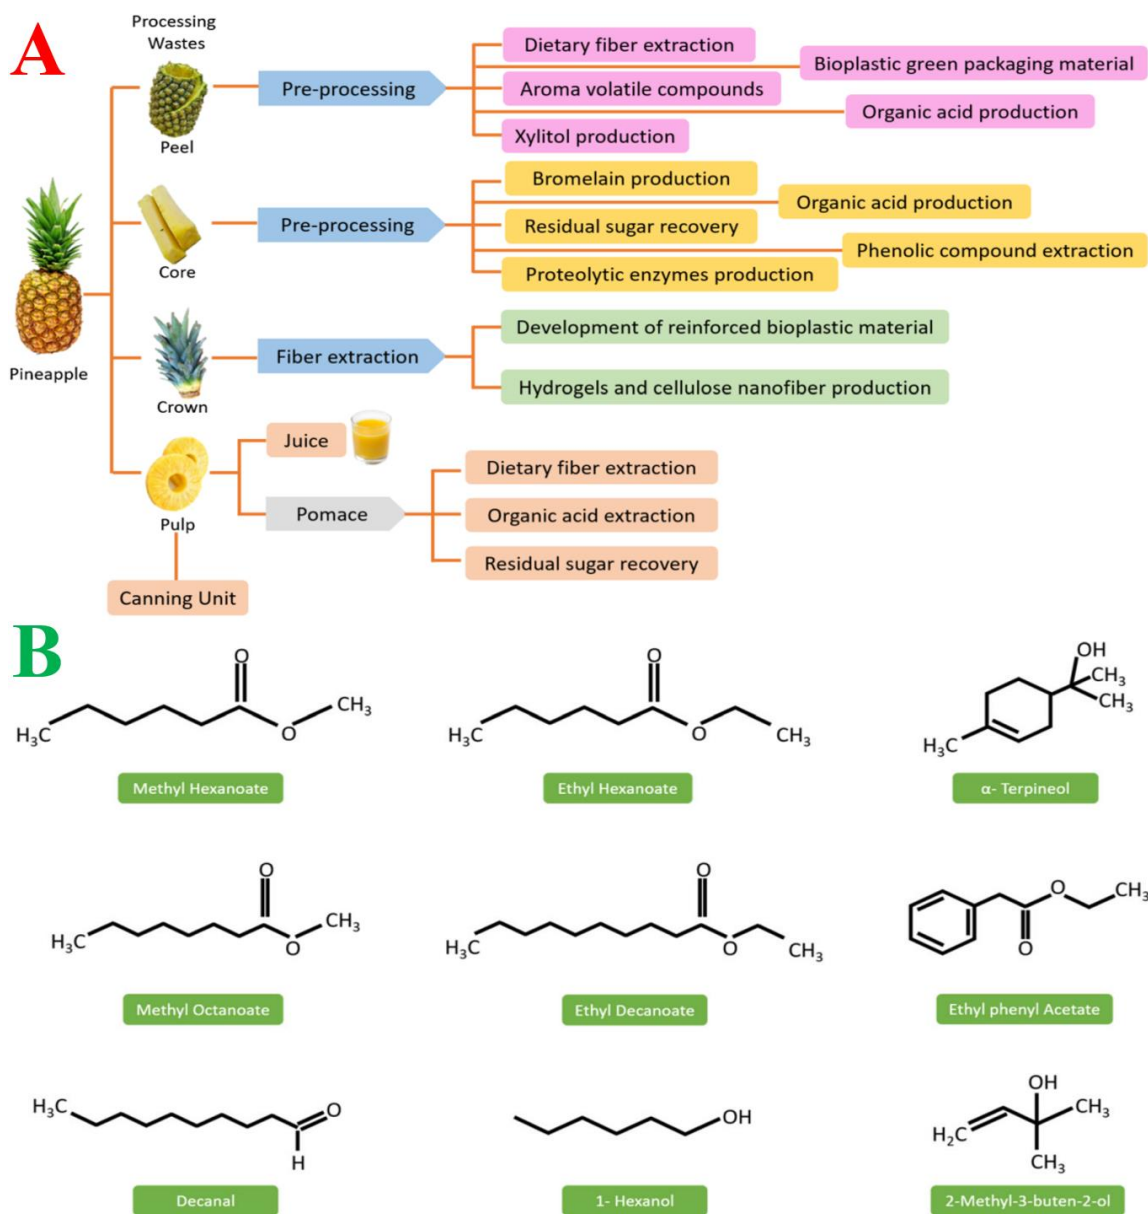 A
Processing
Wastes
Peel
Pre-processing
Dietary fiber extraction
Bioplastic green packaging material
Aroma volatile compounds
Organic acid production
Xylitol production
Pineapple
Core
Pre-processing
Bromelain production
Organic acid production
Residual sugar recovery
Phenolic compound extraction
Proteolytic enzymes production
Crown
Fiber extraction
Development of reinforced bioplastic material
Hydrogels and cellulose nanofiber production
Pulp
Juice
Pomace
Dietary fiber extraction
Organic acid extraction
Residual sugar recovery
Canning Unit
B
O
H₃C
O
CH₃
Methyl Hexanoate
O
H₃C
O
CH₃
Ethyl Hexanoate
OH
CH₃
CH₃
H₃C
α- Terpineol
O
H₃C
O
CH₃
Methyl Octanoate
O
H₃C
O
CH₃
Ethyl Decanoate
O
CH₃
O
Ethyl phenyl Acetate
H₃C
O
H
Decanal
OH
1- Hexanol
OH
H₂C
CH₃
CH₃
2-Methyl-3-buten-2-ol